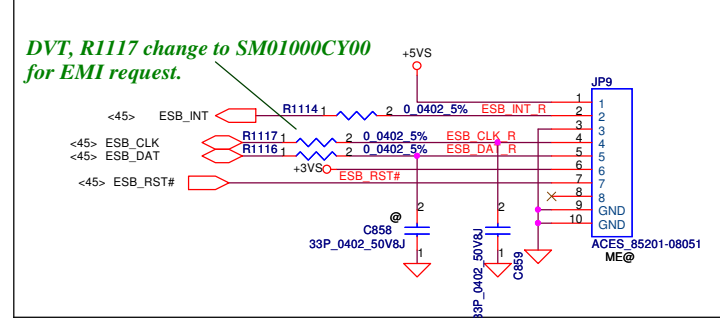 DVT, R1117 change to SM01000CY00
for EMI request.
+5VS
JP9
<45> ESB_INT R1114 1 2 0_0402_5% ESB_INT_R 1 1
2 2
3 3
<45> ESB_CLK R1117 1 2 0_0402_5% ESB_CLK_R 4 4
<45> ESB_DAT R1116 1 2 0_0402_5% ESB_DAT_R 5 5
+3VS 6 6
<45> ESB_RST# ESB_RST# 7 7
8 8
9 GND
10 GND
ACES_85201-08051
ME@
@
C858
33P_0402_50V8J
2
1
2
1
33P_0402_50V8J
C859